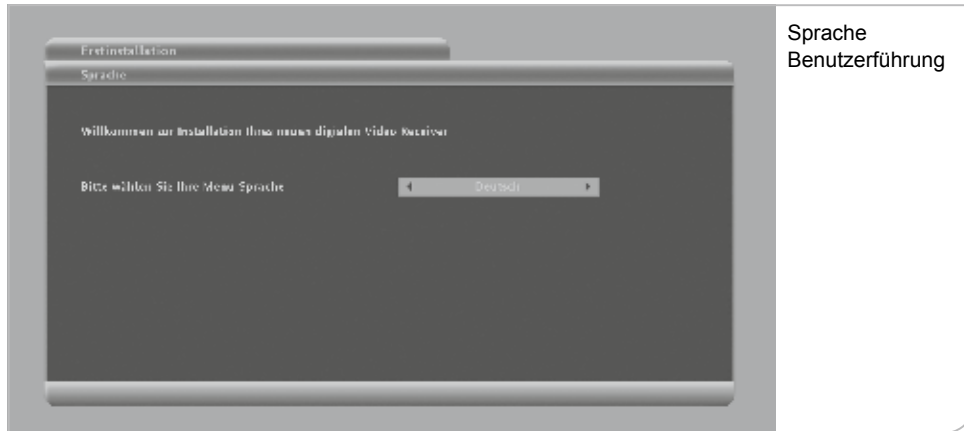 Erstinstallation
Sprache
Willkommen zur Installation Ihres neuen digitalen Video Receiver
Bitte wählen Sie Ihre Menu Sprache
Deutsch
Sprache
Benutzerführung